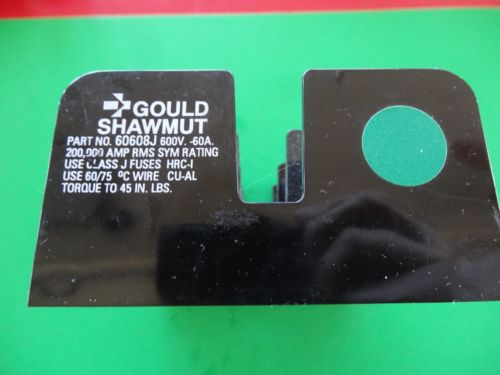 GOULD
SHAWMUT
PART NO. 60608J 600V. -60A.
200,000 AMP RMS SYM RATING
USE CLASS J FUSES HRC-I
USE 60/75 °C WIRE CU-AL
TORQUE TO 45 IN. LBS.